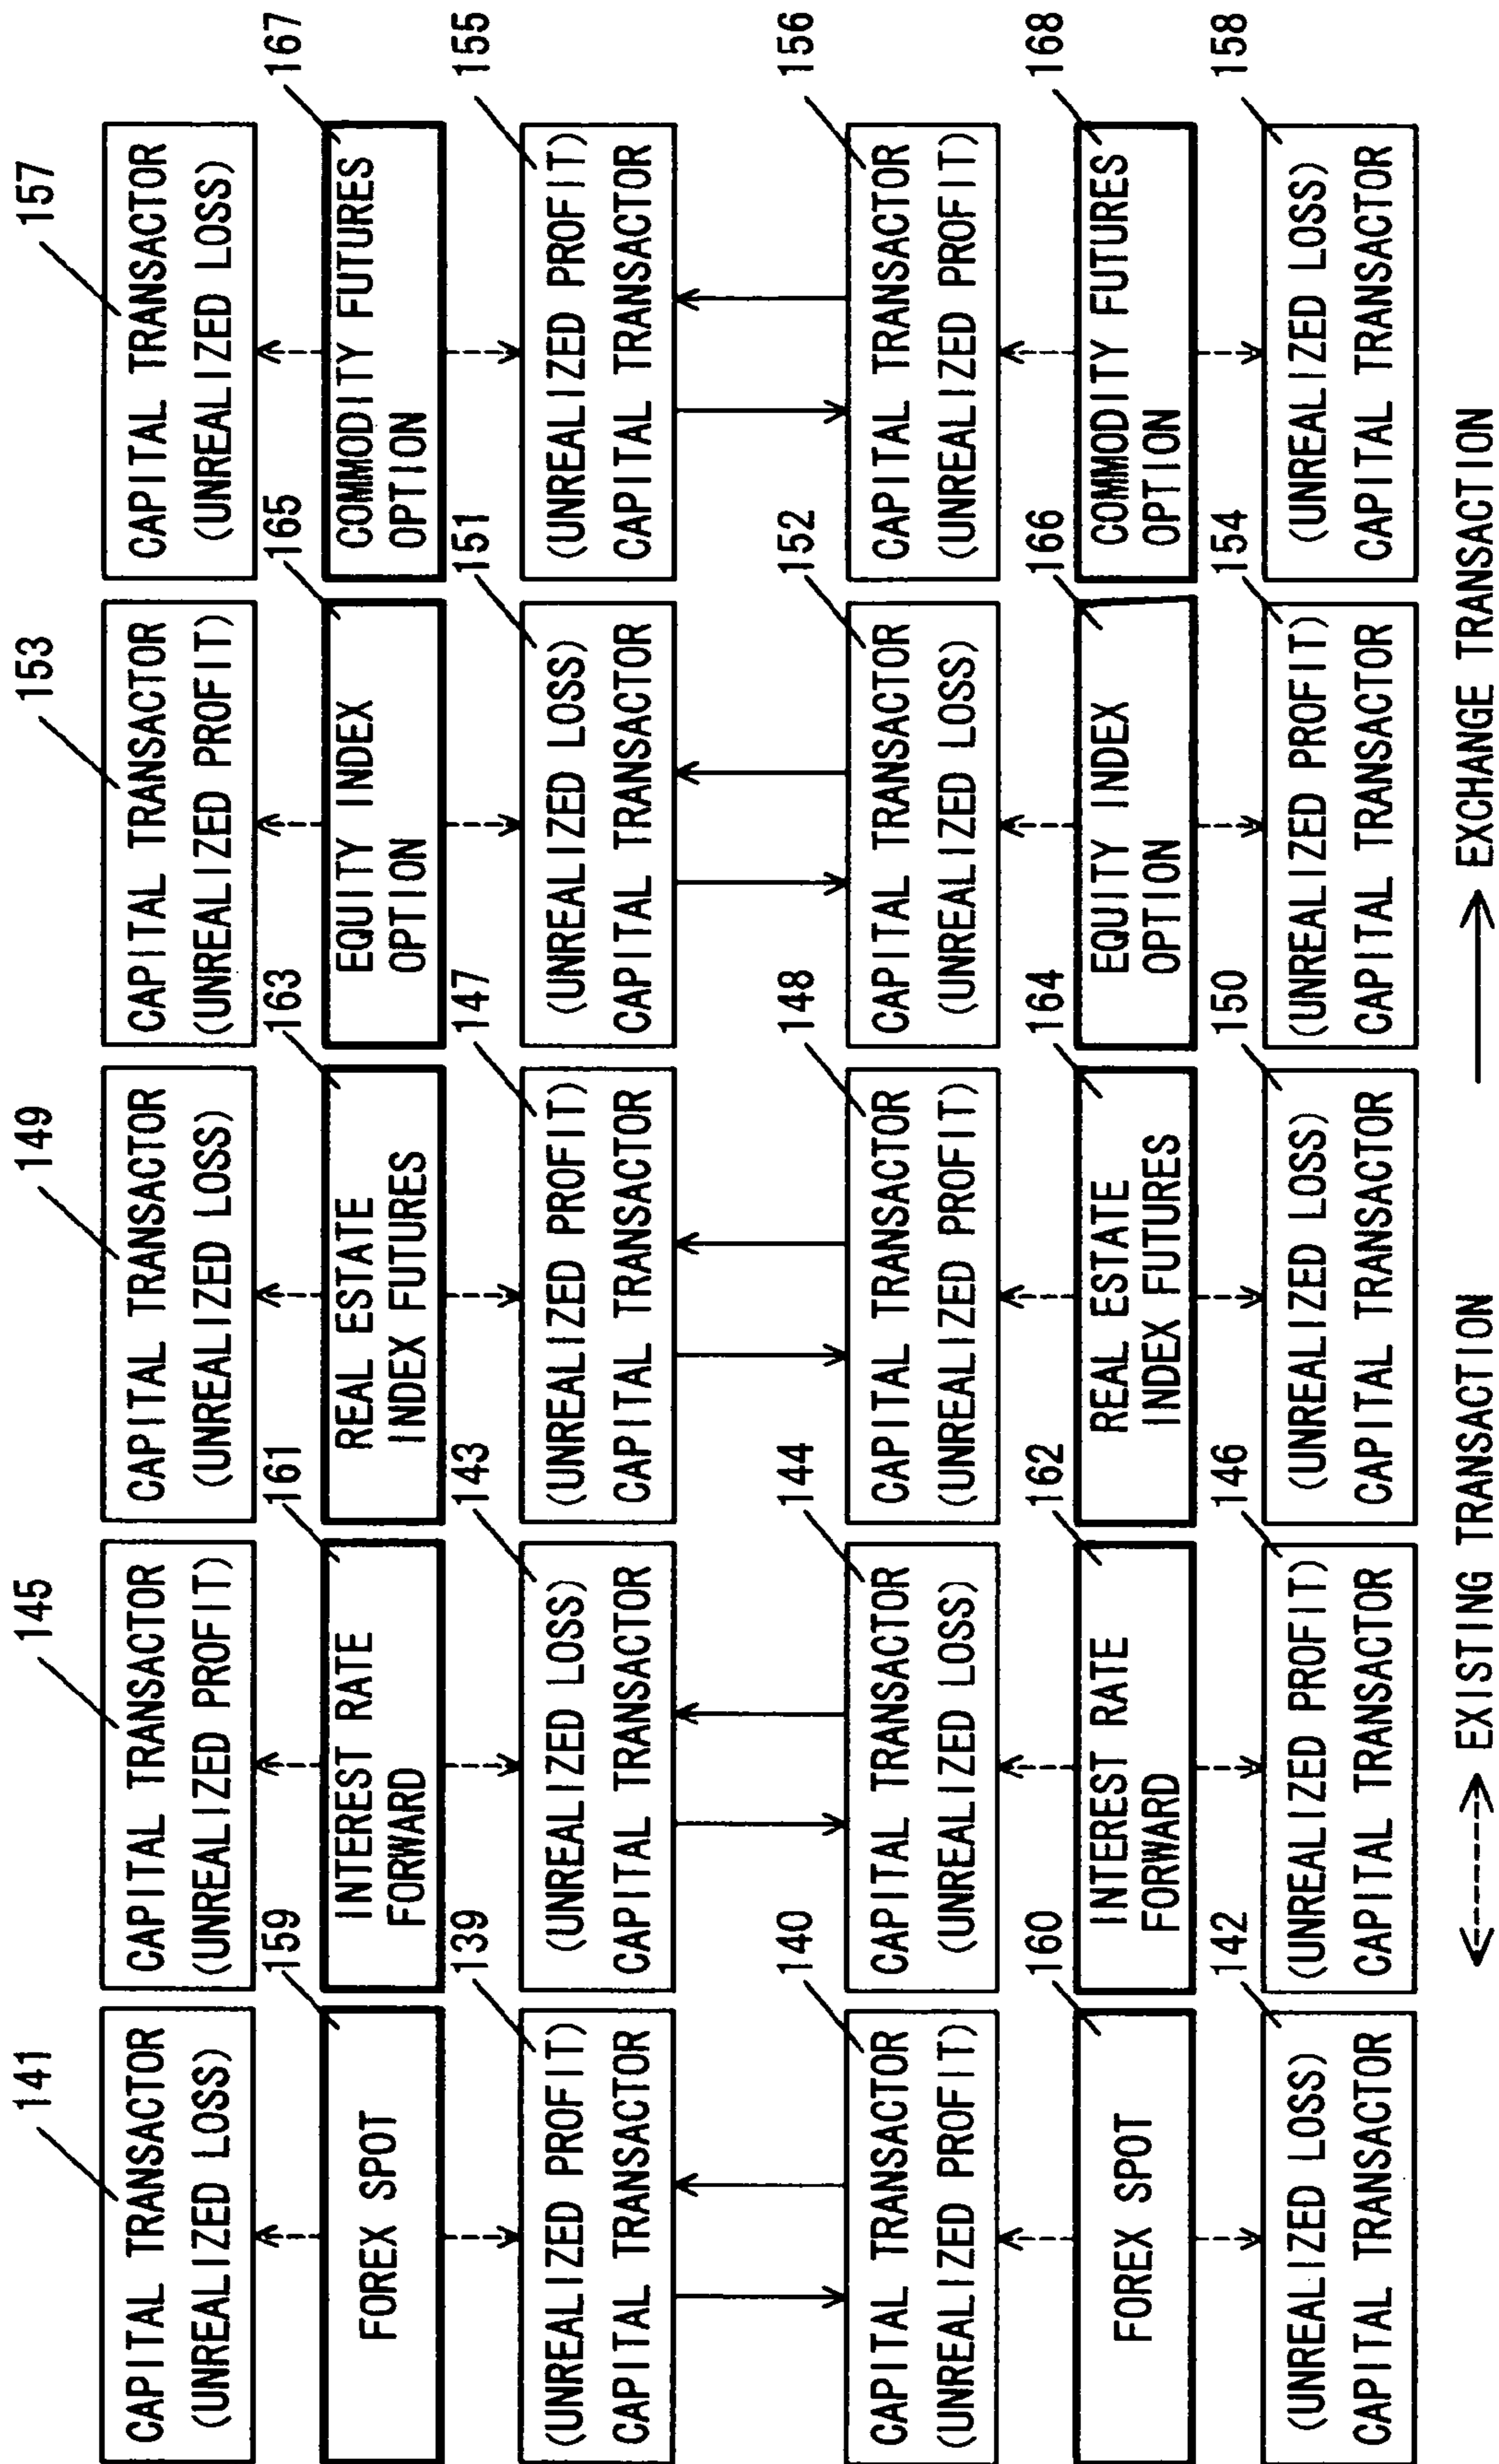 141 145 149 153 157
CAPITAL TRANSACTOR CAPITAL TRANSACTOR CAPITAL TRANSACTOR CAPITAL TRANSACTOR CAPITAL TRANSACTOR
(UNREALIZED LOSS) (UNREALIZED PROFIT) (UNREALIZED LOSS) (UNREALIZED PROFIT) (UNREALIZED LOSS)
159 161 163 165 167
FOREX SPOT INTEREST RATE REAL ESTATE EQUITY INDEX COMMODITY FUTURES
FORWARD INDEX FUTURES OPTION OPTION
139 143 147 151 155
(UNREALIZED PROFIT) (UNREALIZED LOSS) (UNREALIZED PROFIT) (UNREALIZED LOSS) (UNREALIZED PROFIT)
CAPITAL TRANSACTOR CAPITAL TRANSACTOR CAPITAL TRANSACTOR CAPITAL TRANSACTOR CAPITAL TRANSACTOR
140 144 148 152 156
CAPITAL TRANSACTOR CAPITAL TRANSACTOR CAPITAL TRANSACTOR CAPITAL TRANSACTOR CAPITAL TRANSACTOR
(UNREALIZED PROFIT) (UNREALIZED LOSS) (UNREALIZED PROFIT) (UNREALIZED LOSS) (UNREALIZED PROFIT)
160 162 164 166 168
FOREX SPOT INTEREST RATE REAL ESTATE EQUITY INDEX COMMODITY FUTURES
FORWARD INDEX FUTURES OPTION OPTION
142 146 150 154 158
(UNREALIZED LOSS) (UNREALIZED PROFIT) (UNREALIZED LOSS) (UNREALIZED PROFIT) (UNREALIZED LOSS)
CAPITAL TRANSACTOR CAPITAL TRANSACTOR CAPITAL TRANSACTOR CAPITAL TRANSACTOR CAPITAL TRANSACTOR
EXISTING TRANSACTION EXCHANGE TRANSACTION